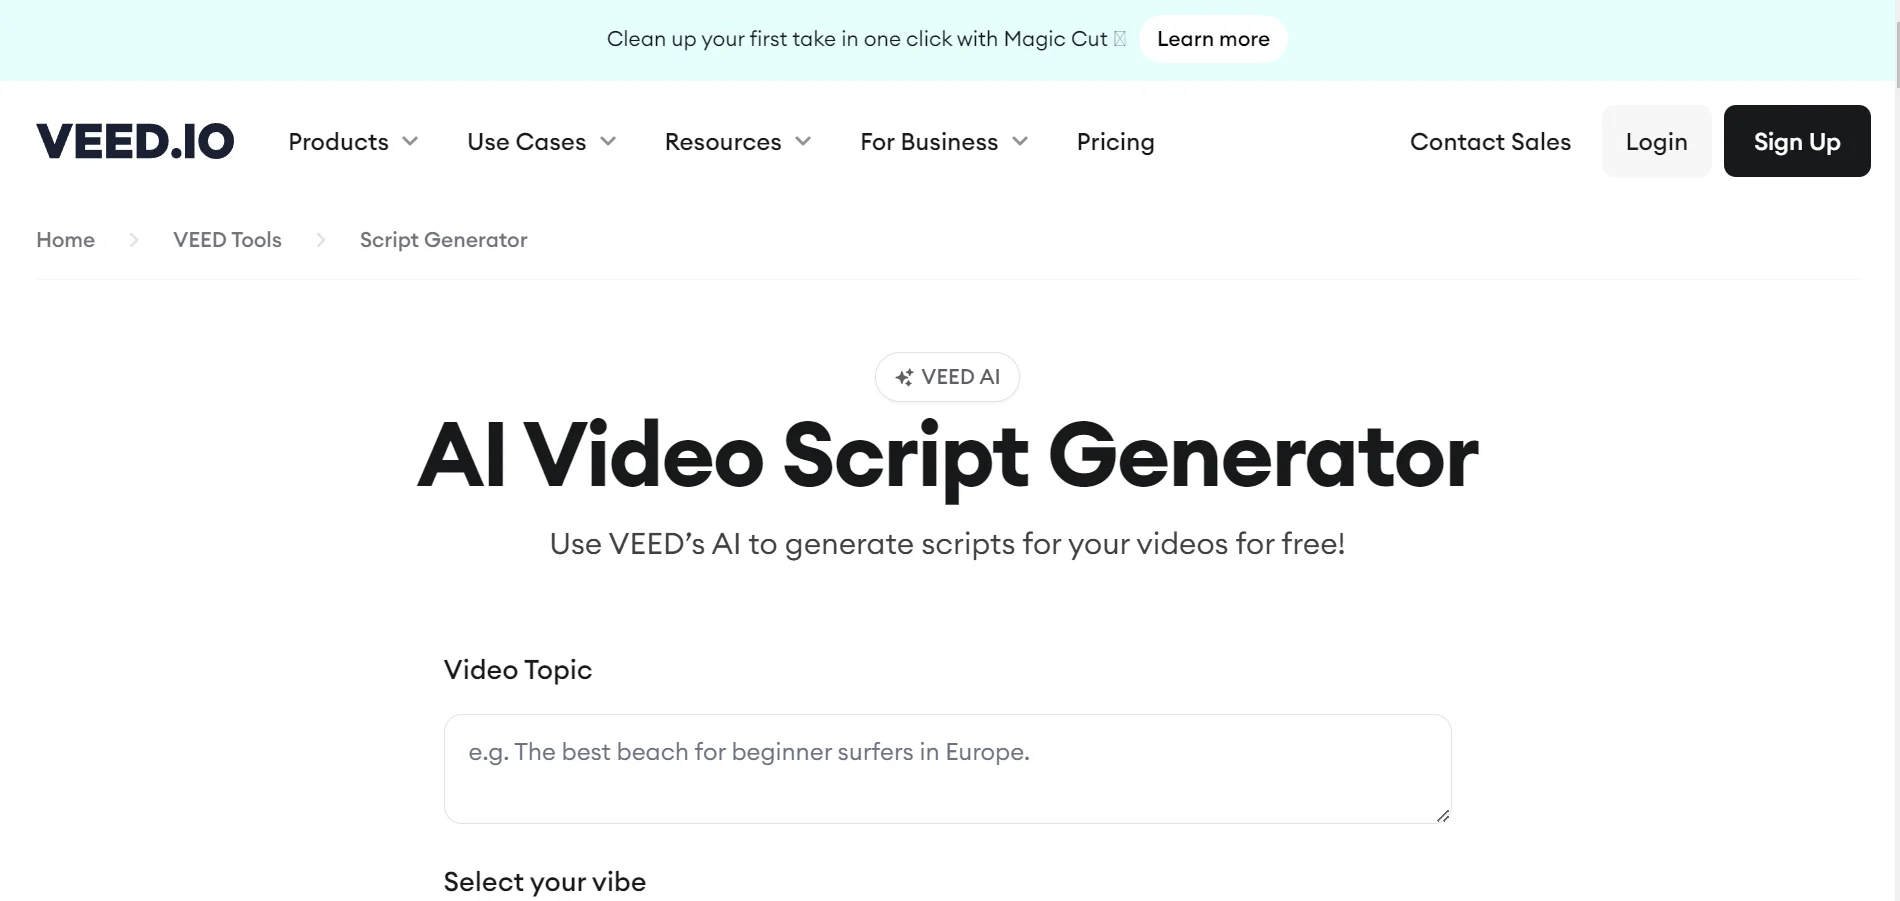 Clean up your first take in one click with Magic Cut
Learn more
VEED.IO
Products
Use Cases
Resources
For Business
Pricing
Contact Sales
Login
Sign Up
Home
VEED Tools
Script Generator
VEED AI
AI Video Script Generator
Use VEED’s AI to generate scripts for your videos for free!
Video Topic
e.g. The best beach for beginner surfers in Europe.
Select your vibe